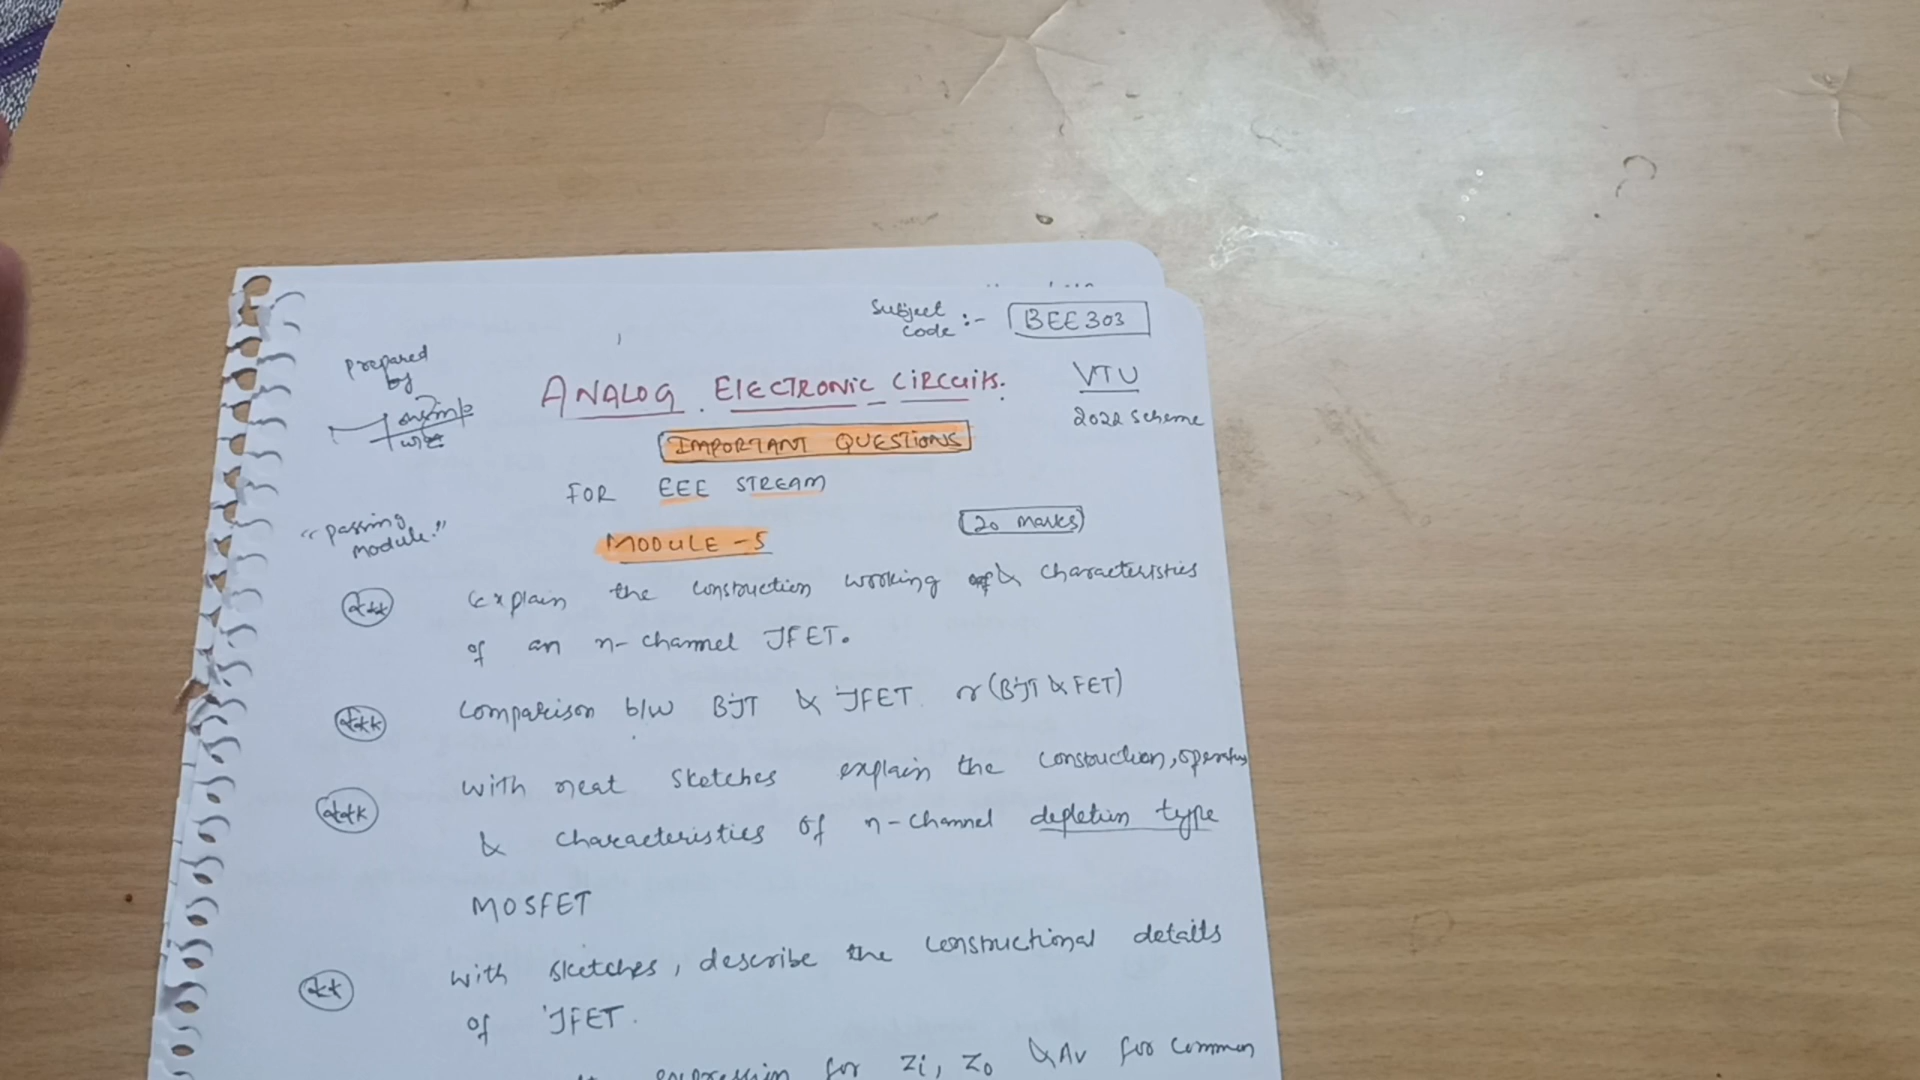 Subject code :- BEE303
prepared by
ANALOG ELECTRONIC CIRCUITS.
VTU
2022 Scheme
IMPORTANT QUESTIONS
FOR EEE STREAM
"passing module."
MODULE - 5
20 marks
Explain the construction working & characteristics
of an n-channel JFET.
Comparison b/w BJT & JFET. or (BJT & FET)
With neat sketches explain the construction,
& characteristics of n-channel depletion type
MOSFET
With sketches, describe the constructional details
of JFET.
expression for Zi, Zo & Av for common